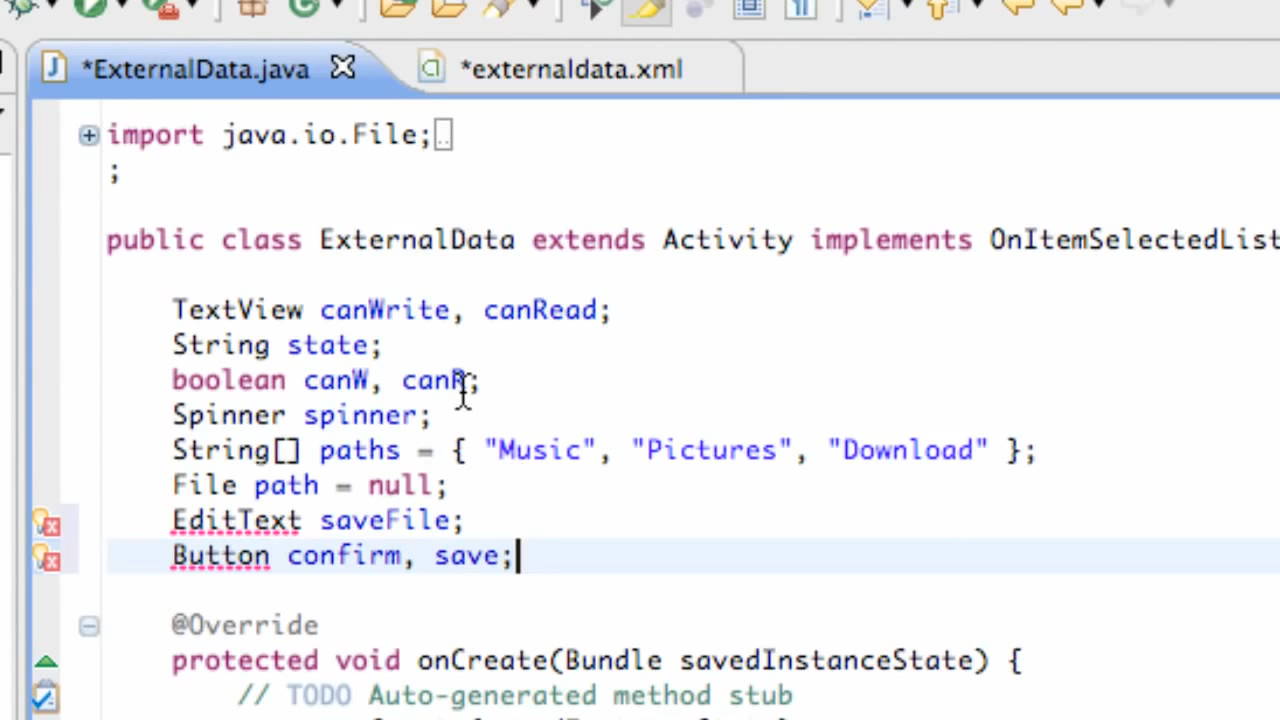 *ExternalData.java
*externaldata.xml
import java.io.File;
;
public class ExternalData extends Activity implements OnItemSelectedList
TextView canWrite, canRead;
String state;
boolean canW, canR;
Spinner spinner;
String[] paths = { "Music", "Pictures", "Download" };
File path = null;
EditText saveFile;
Button confirm, save;
@Override
protected void onCreate(Bundle savedInstanceState) {
// TODO Auto-generated method stub